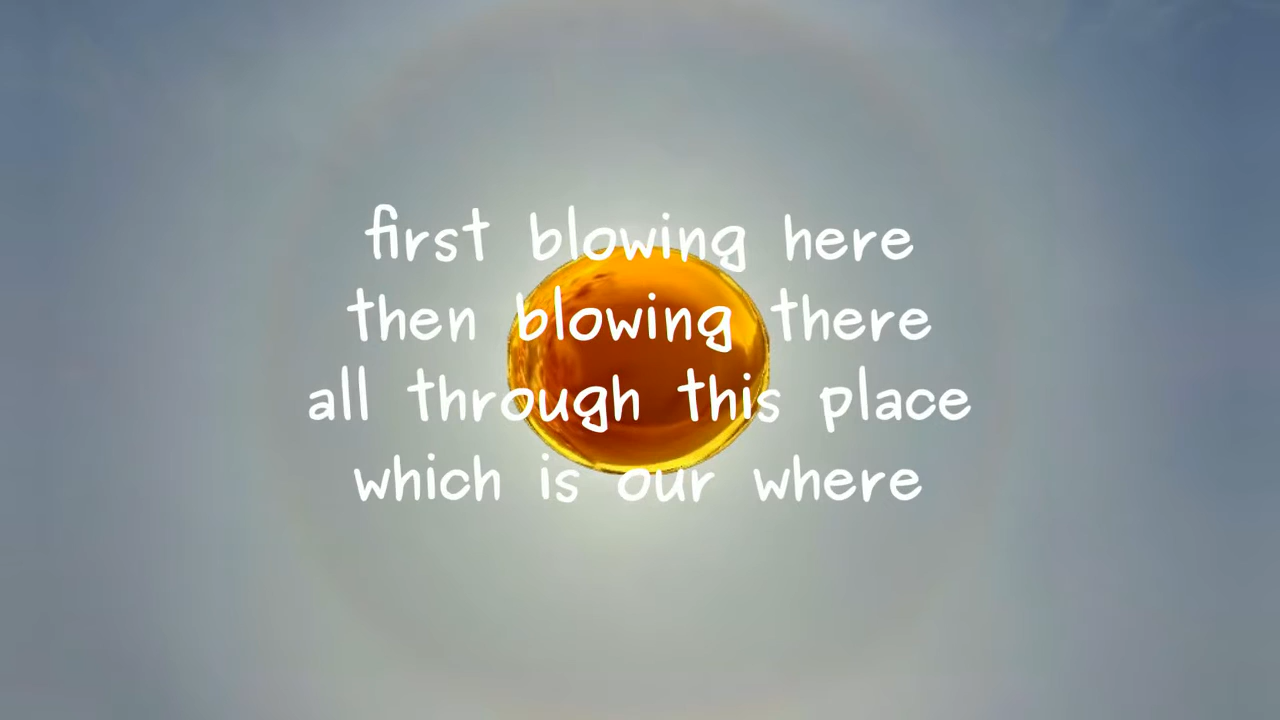 first blowing here
then blowing there
all through this place
which is our where